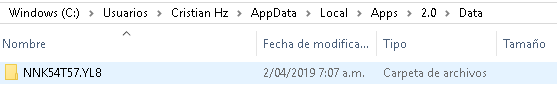 Windows (C:) > Usuarios > Cristian Hz > AppData > Local > Apps > 2.0 > Data
Nombre Fecha de modifica... Tipo Tamaño
NNK54T57.YL8 2/04/2019 7:07 a.m. Carpeta de archivos